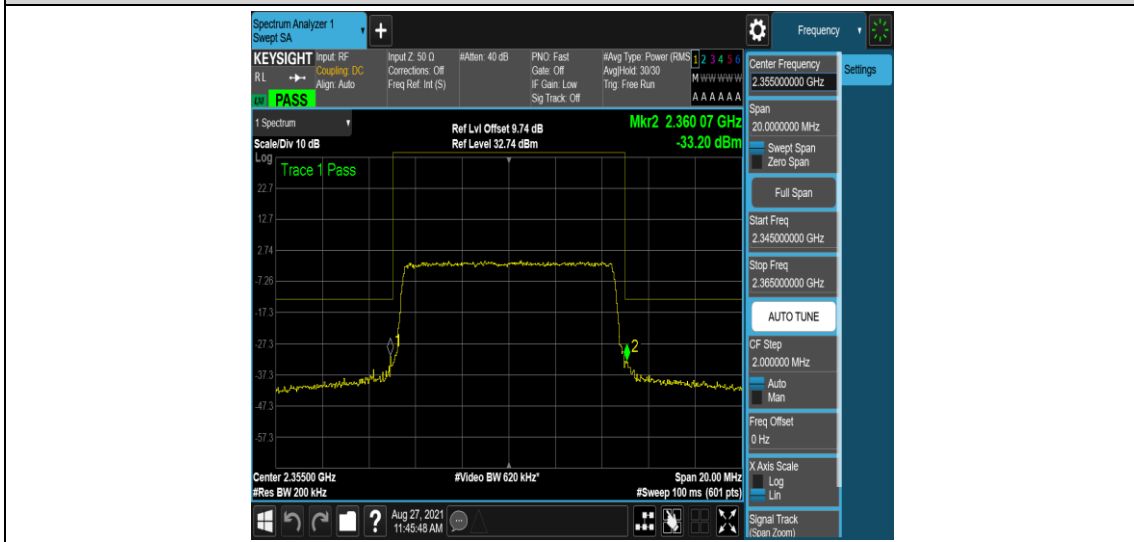 Spectrum Analyzer 1
Swept SA
+
Frequency
KEYSIGHT
Input: RF
Coupling: DC
Align: Auto
Input Z: 50 Ω
Corrections: Off
Freq Ref: Int (S)
#Atten: 40 dB
PNO: Fast
Gate: Off
IF Gain: Low
Sig Track: Off
#Avg Type: Power (RMS
Avg|Hold: 30/30
Trig: Free Run
1 2 3 4 5 6
M W W W W W
A A A A A A
R L
PASS
Center Frequency
2.355000000 GHz
Settings
Span
20.0000000 MHz
Swept Span
Zero Span
Full Span
Start Freq
2.345000000 GHz
Stop Freq
2.365000000 GHz
AUTO TUNE
CF Step
2.000000 MHz
Auto
Man
Freq Offset
0 Hz
X Axis Scale
Log
Lin
Signal Track
(Span Zoom)
1 Spectrum
Scale/Div 10 dB
Ref Lvl Offset 9.74 dB
Ref Level 32.74 dBm
Mkr2 2.360 07 GHz
-33.20 dBm
Log
Trace 1 Pass
22.7
12.7
2.74
-7.26
-17.3
-27.3
-37.3
-47.3
-57.3
1
2
Center 2.35500 GHz
#Res BW 200 kHz
#Video BW 620 kHz*
Span 20.00 MHz
#Sweep 100 ms (601 pts)
?
Aug 27, 2021
11:45:48 AM